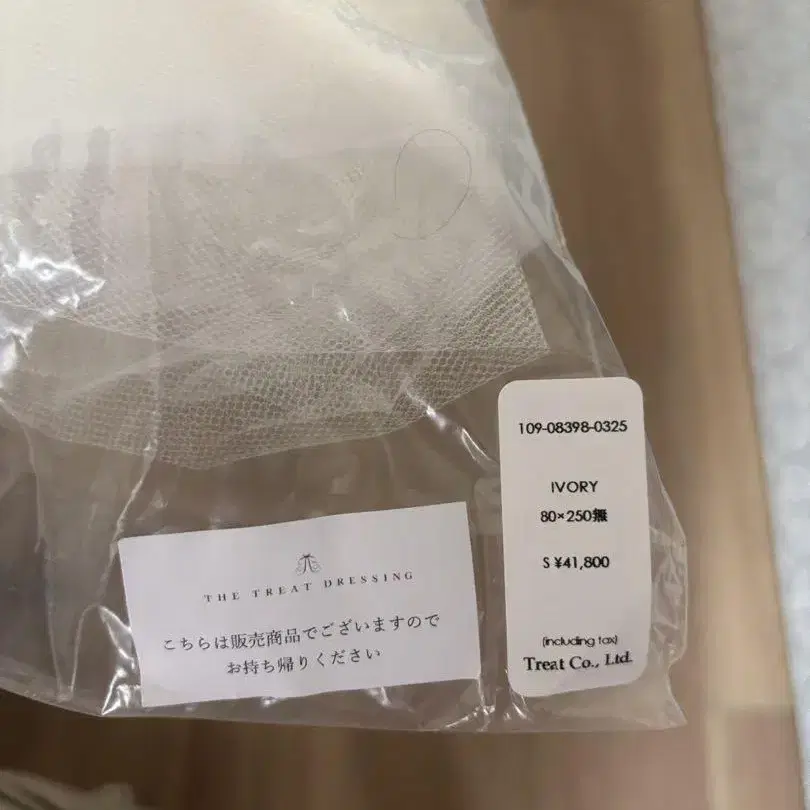 109-08398-0325
IVORY
80×250無
S ¥41,800
(including tax)
Treat Co., Ltd.
THE TREAT DRESSING
こちらは販売商品でございますので
お持ち帰りください